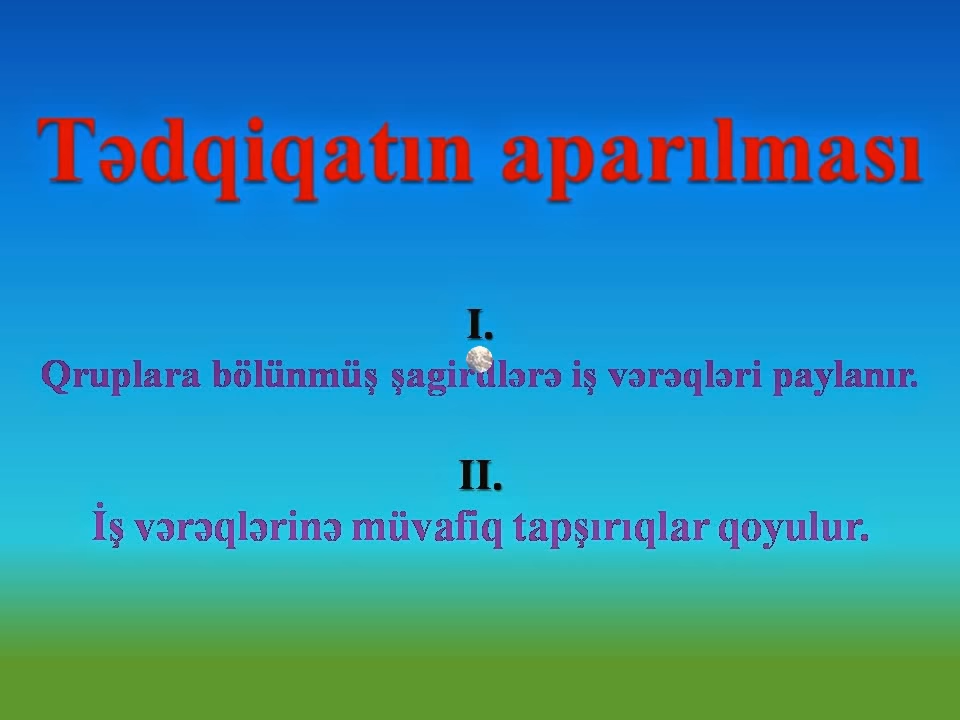 Tədqiqatın aparılması
I.
Qruplara bölünmüş şagirdlərə iş vərəqləri paylanır.
II.
İş vərəqlərinə müvafiq tapşırıqlar qoyulur.